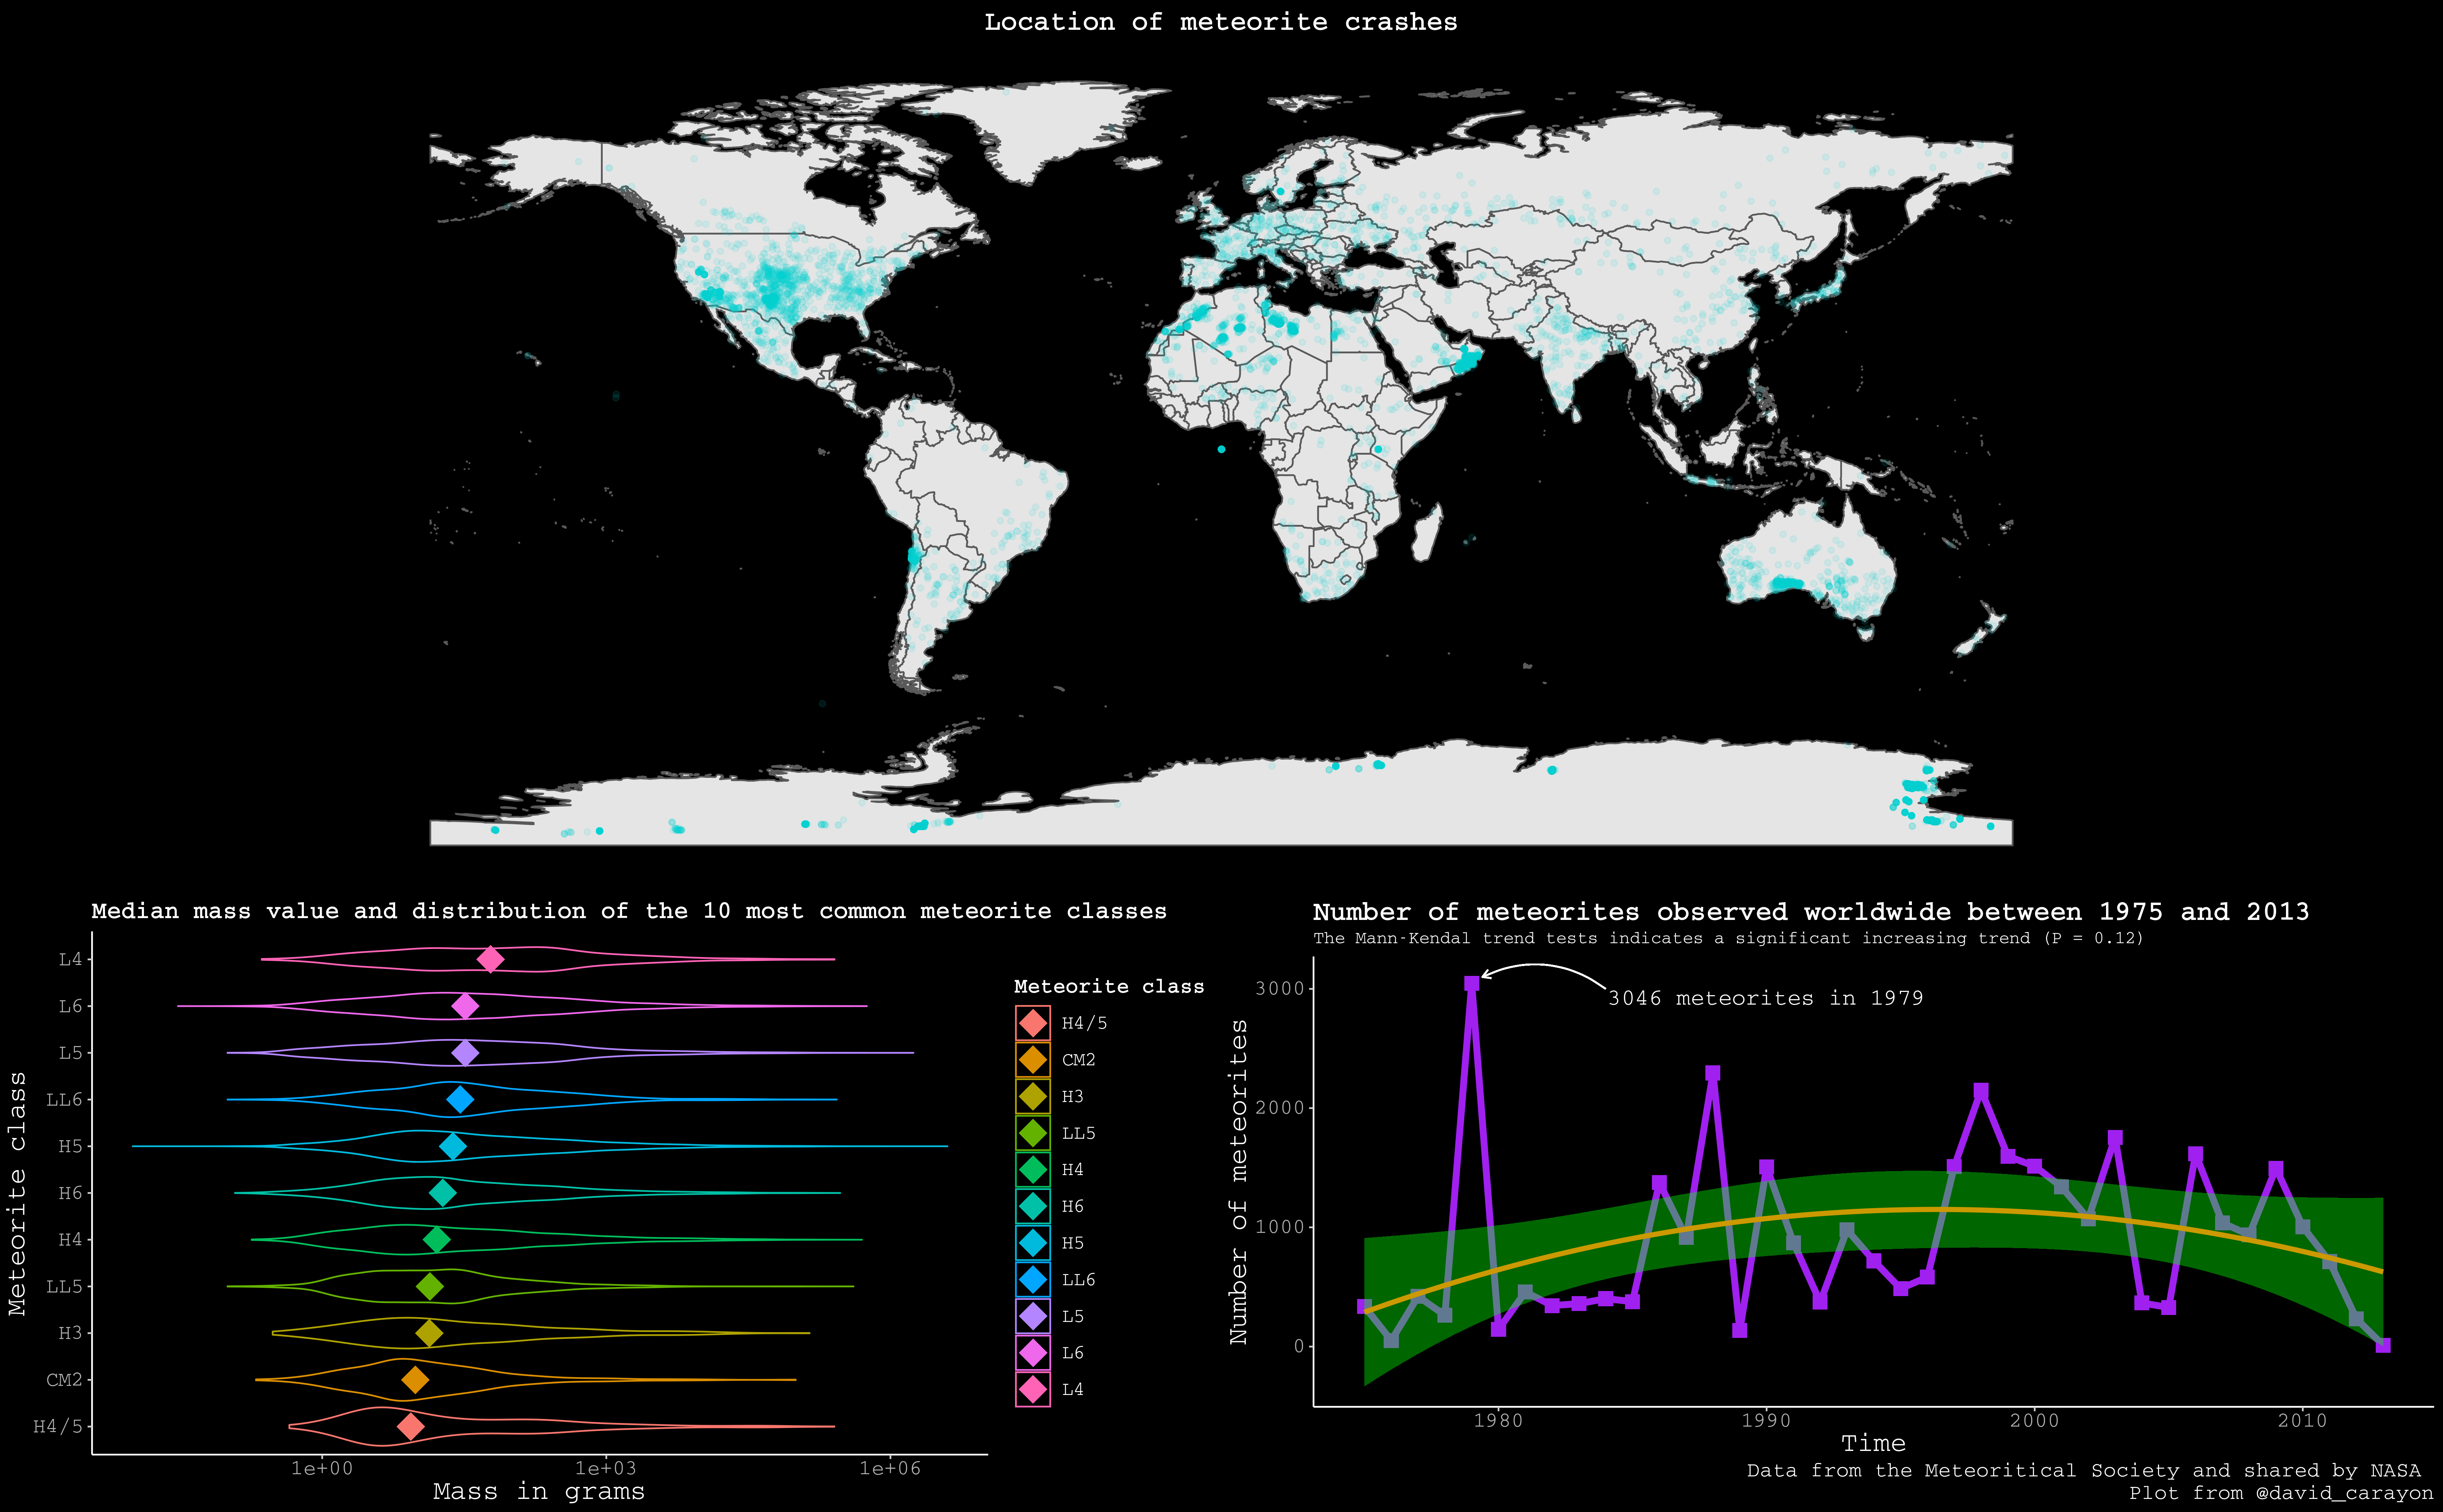 Location of meteorite crashes
Median mass value and distribution of the 10 most common meteorite classes
Meteorite class
L4
L6
L5
LL6
H5
H6
H4
LL5
H3
CM2
H4/5
1e+00
1e+03
1e+06
Mass in grams
Meteorite class
H4/5
CM2
H3
LL5
H4
H6
H5
LL6
L5
L6
L4
Number of meteorites observed worldwide between 1975 and 2013
The Mann-Kendal trend tests indicates a significant increasing trend (P = 0.12)
3046 meteorites in 1979
Number of meteorites
3000
2000
1000
0
1980
1990
2000
2010
Time
Data from the Meteoritical Society and shared by NASA
Plot from @david_carayon